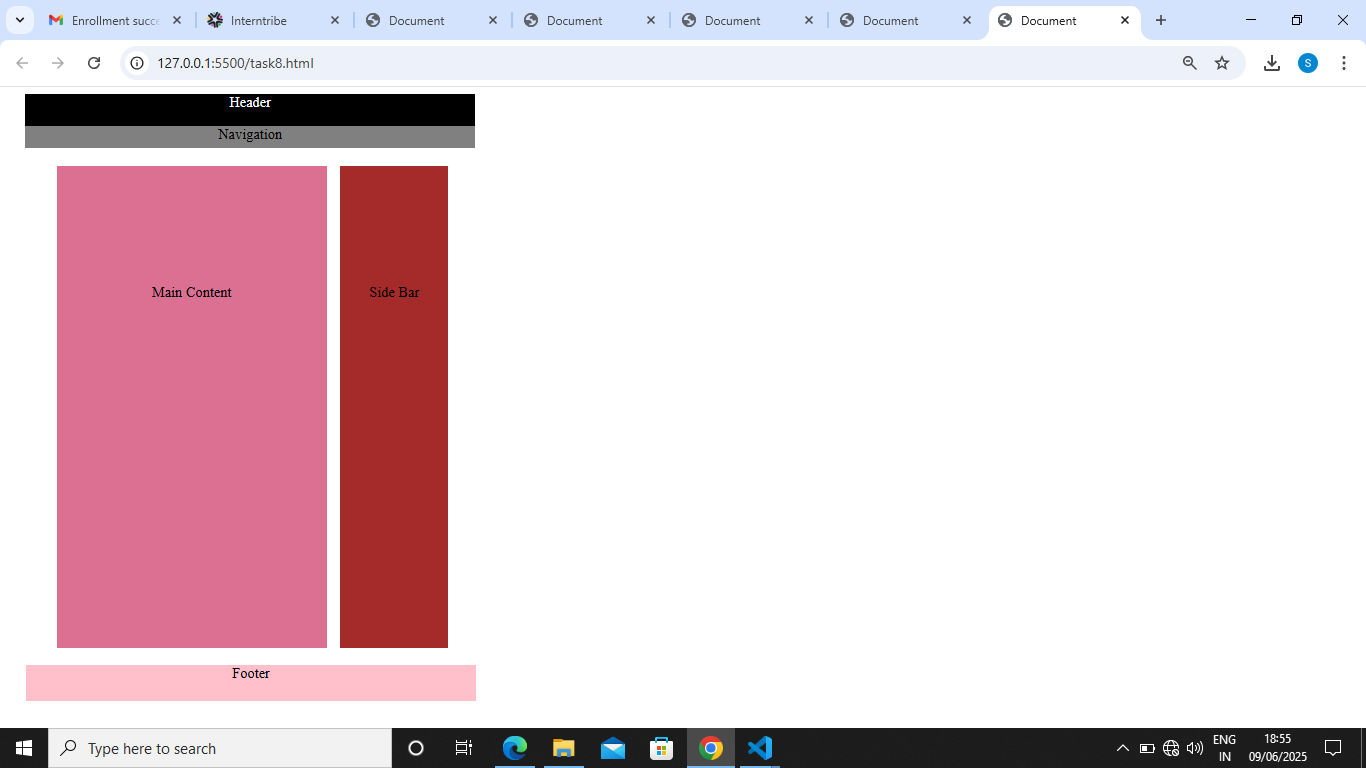 Enrollment succe
Interntribe
Document
Document
Document
Document
Document
127.0.0.1:5500/task8.html
S
Header
Navigation
Main Content
Side Bar
Footer
Type here to search
ENG
IN
18:55
09/06/2025